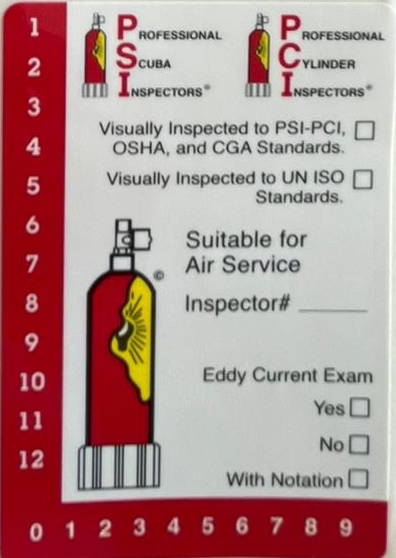 PROFESSIONAL
SCUBA
INSPECTORS®
PROFESSIONAL
CYLINDER
INSPECTORS®
Visually Inspected to PSI-PCI,
OSHA, and CGA Standards.
Visually Inspected to UN ISO
Standards.
Suitable for
Air Service
©
Inspector# ______
Eddy Current Exam
Yes
No
With Notation
1
2
3
4
5
6
7
8
9
10
11
12
0 1 2 3 4 5 6 7 8 9